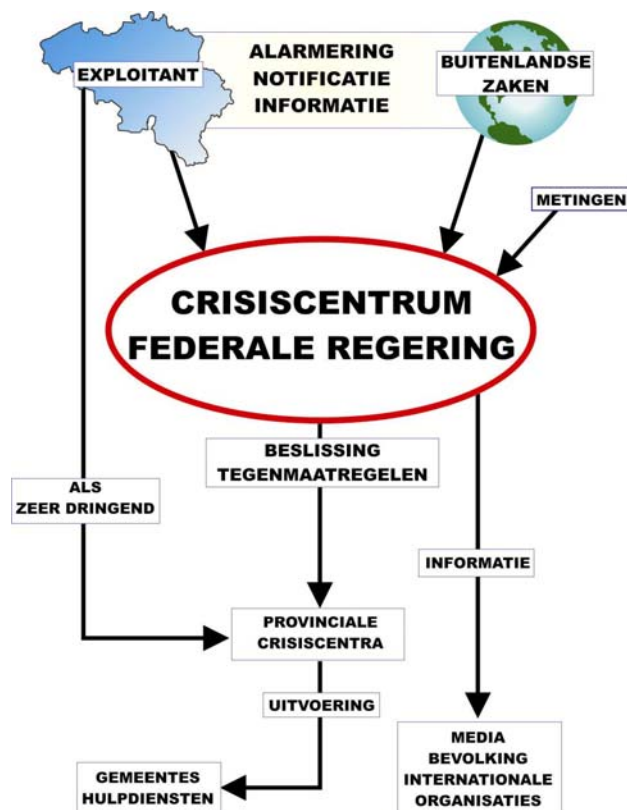 EXPLOITANT
ALARMERING
NOTIFICATIE
INFORMATIE
BUITENLANDSE
ZAKEN
METINGEN
CRISISCENTRUM
FEDERALE REGERING
BESLISSING
TEGENMAATREGELEN
ALS
ZEER DRINGEND
INFORMATIE
PROVINCIALE
CRISISCENTRA
UITVOERING
GEMEENTES
HULPDIENSTEN
MEDIA
BEVOLKING
INTERNATIONALE
ORGANISATIES